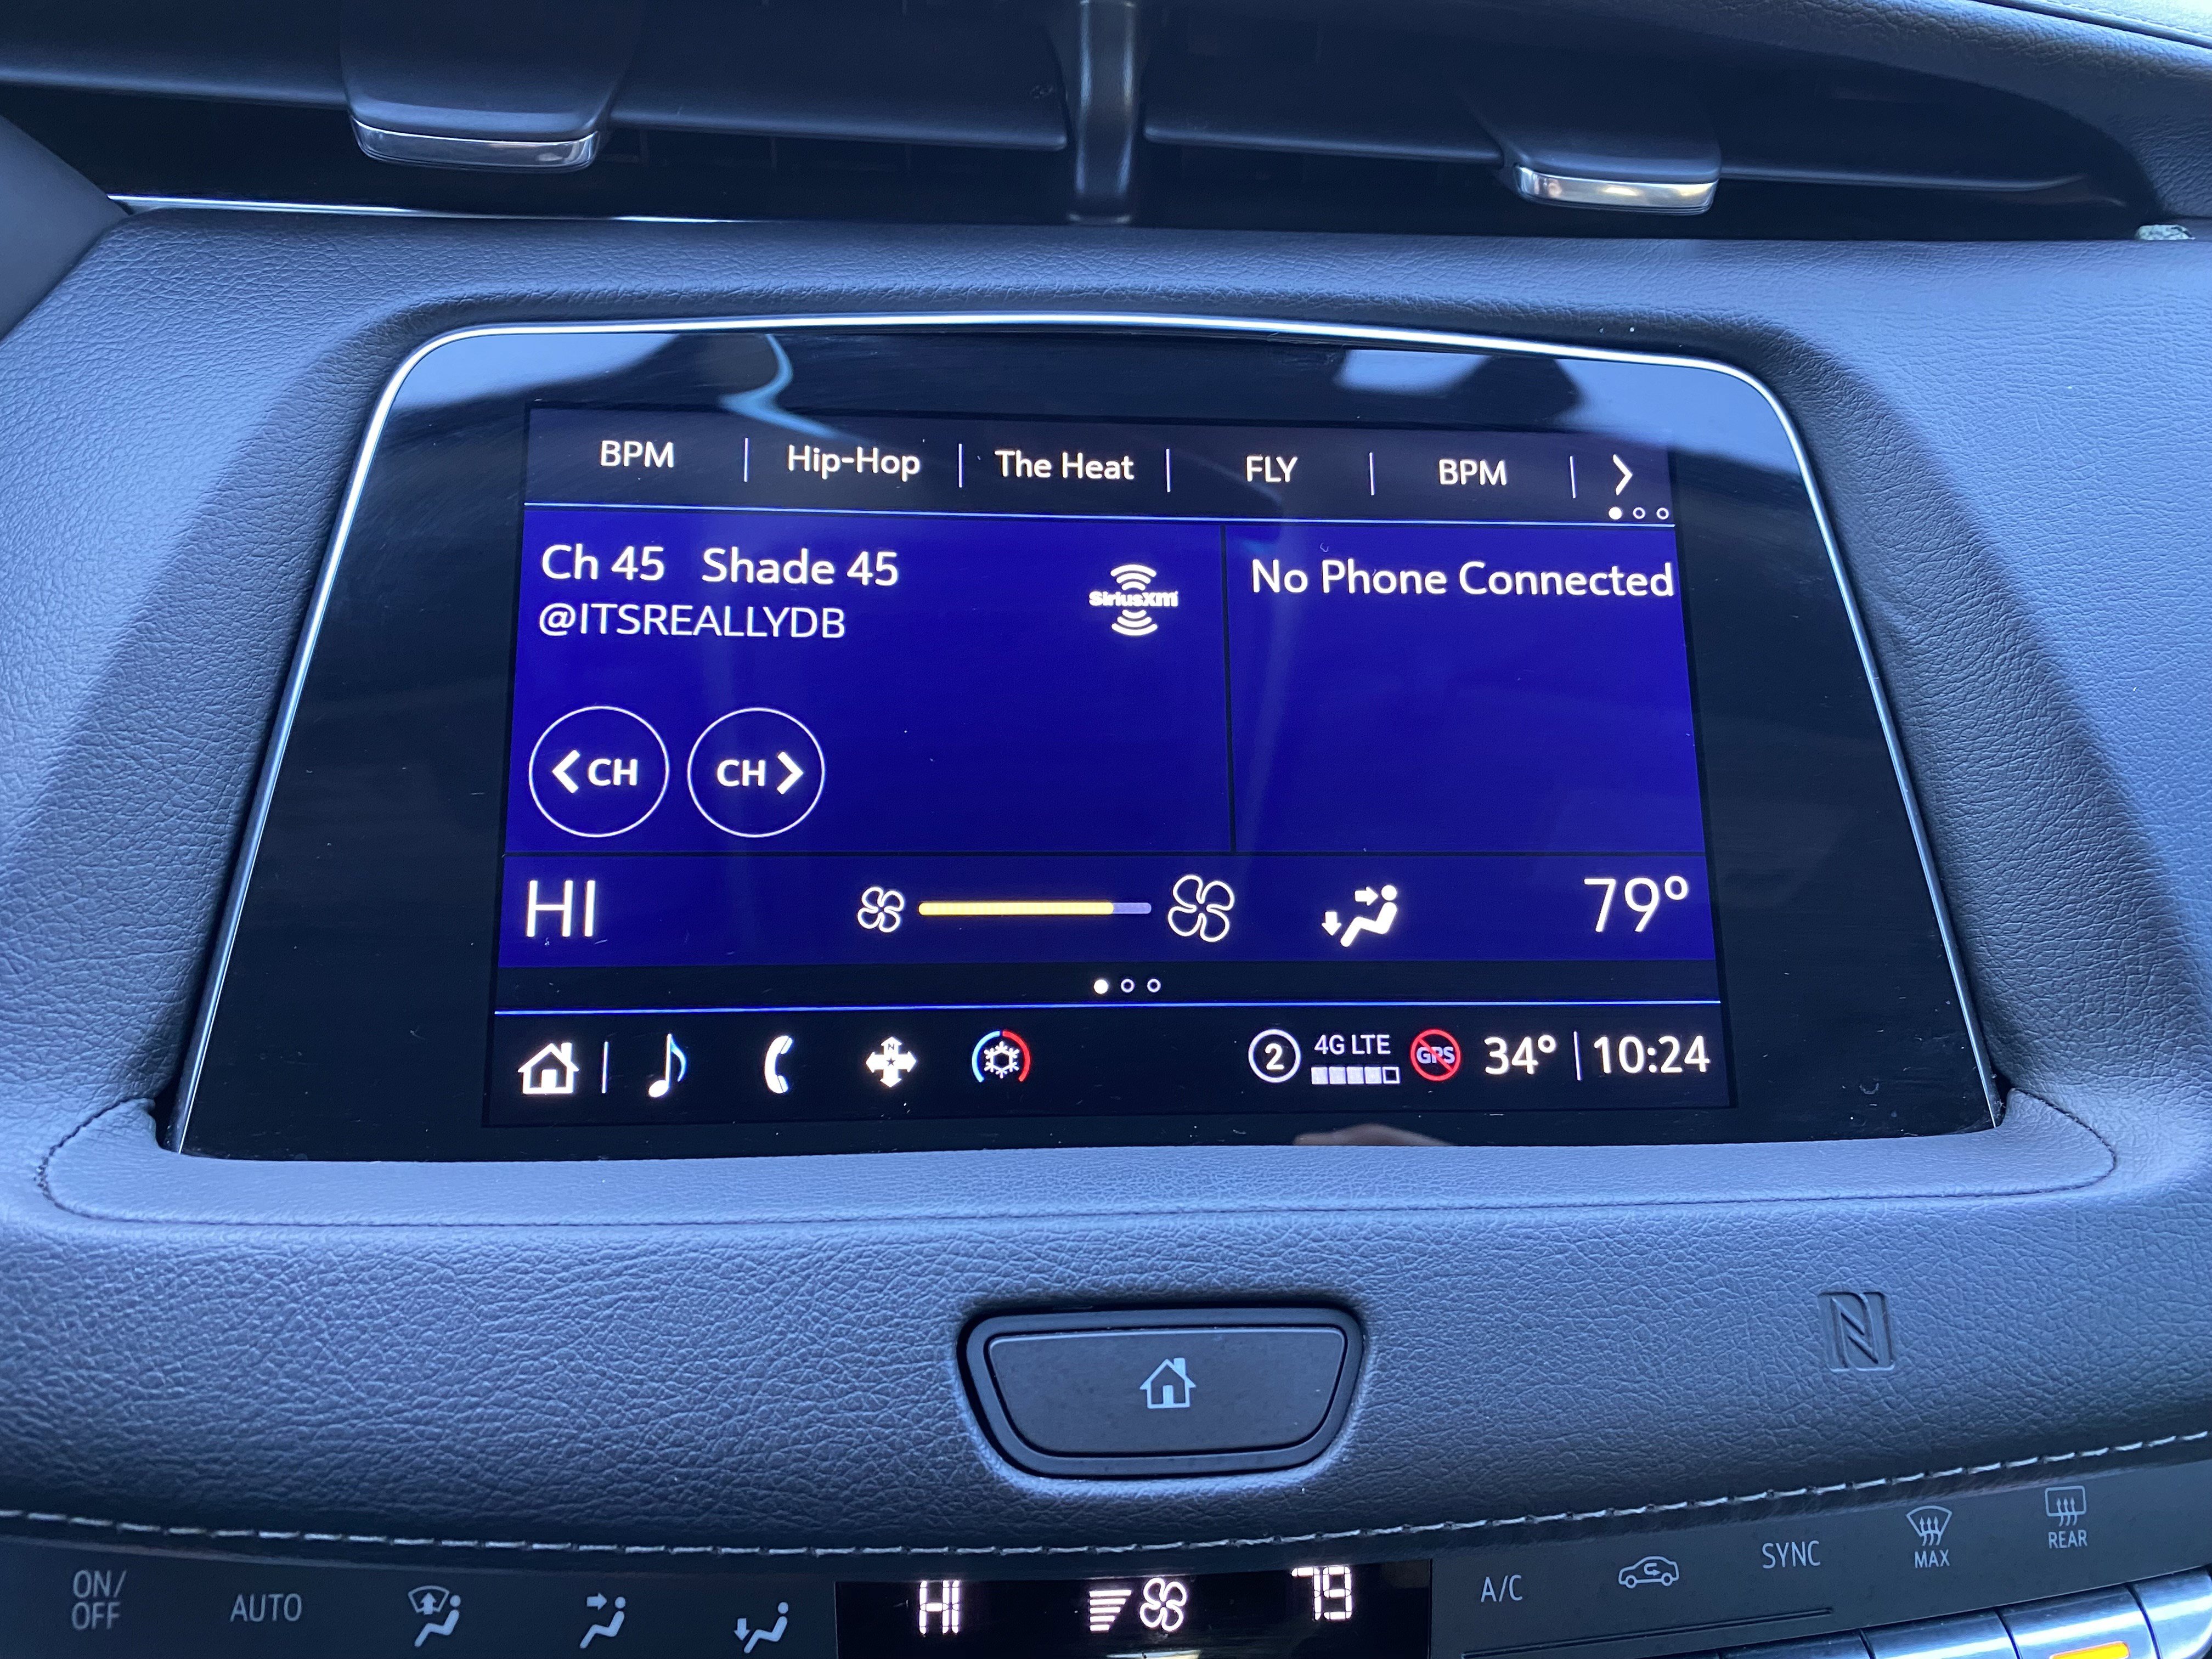 BPM | Hip-Hop | The Heat | FLY | BPM |
Ch 45 Shade 45
@ITSREALLYDB
SiriusXM
No Phone Connected
CH CH
HI 79°
N
2 4G LTE GPS 34° | 10:24
N
ON/
OFF
AUTO
HI 79
A/C
SYNC
MAX
REAR